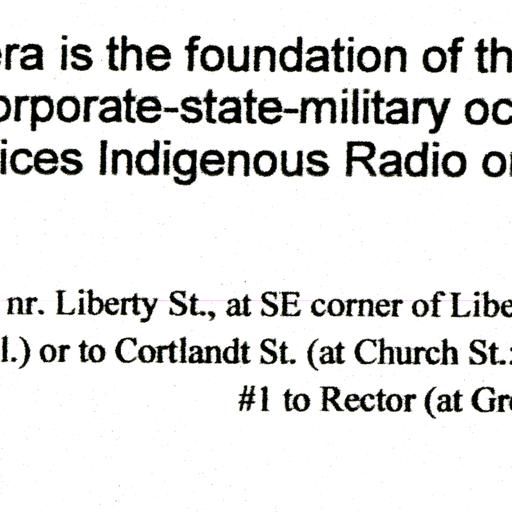 era is the foundation of th
orporate-state-military oc
ices Indigenous Radio o
nr. Liberty St., at SE corner of Libe
l.) or to Cortlandt St. (at Church St.:
#1 to Rector (at Gr